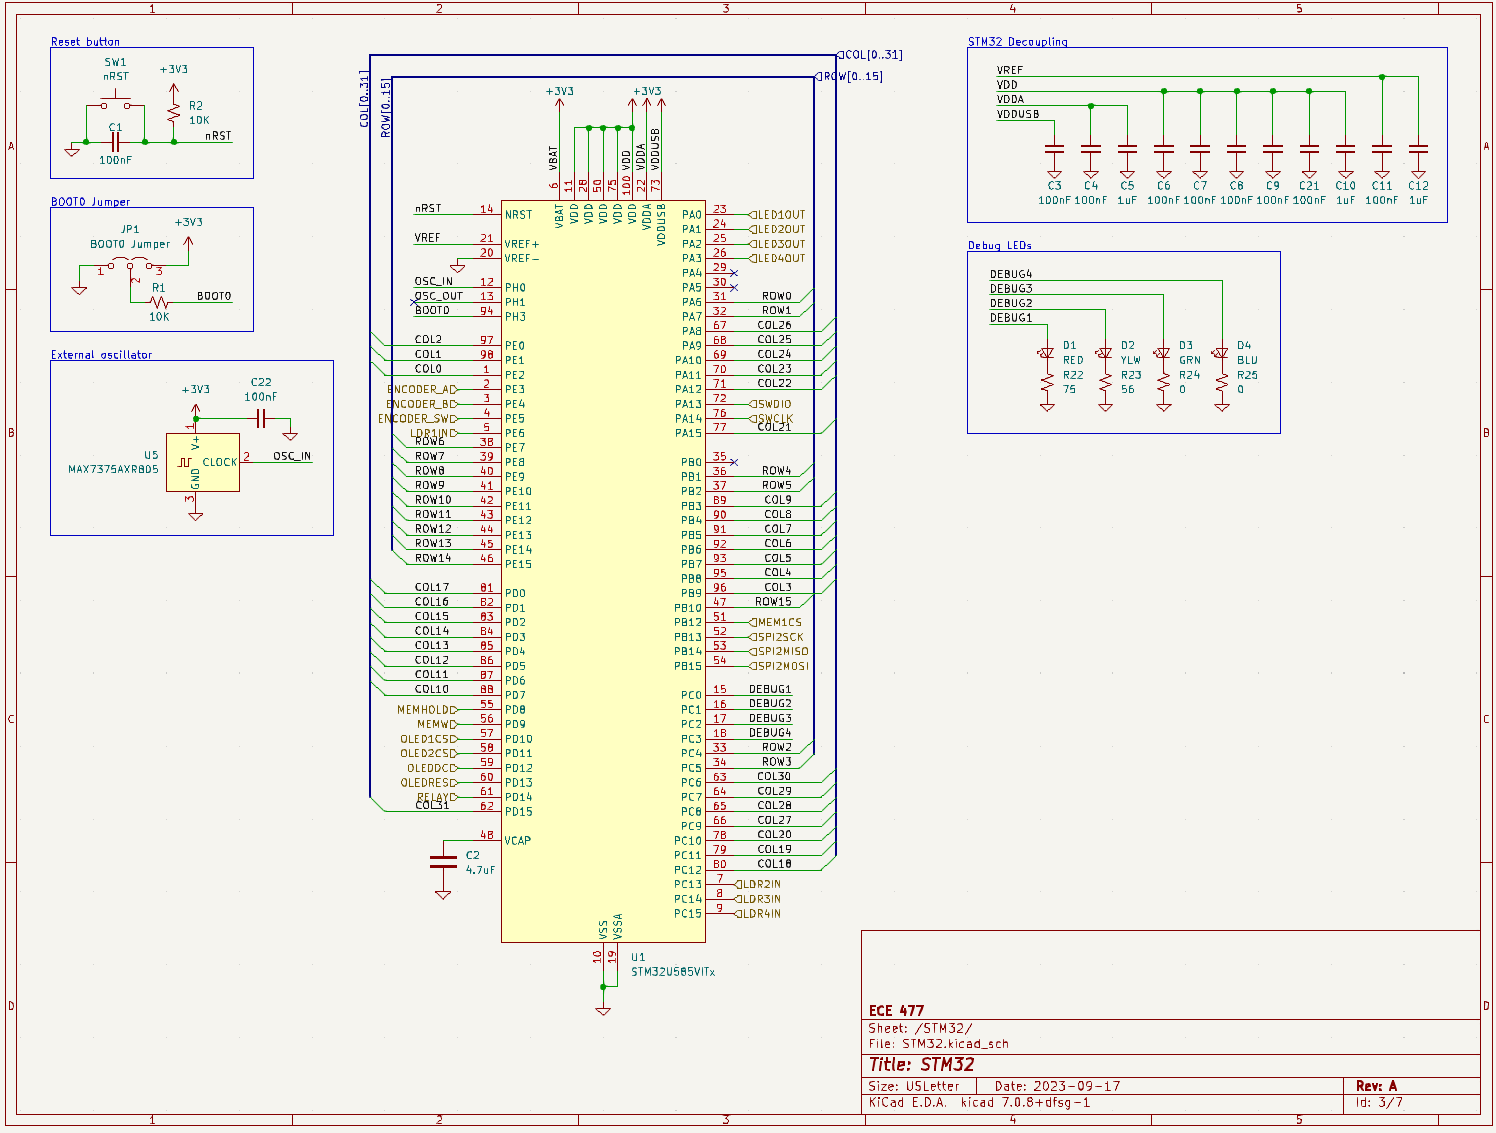 1
2
3
4
5
A
B
C
D
A
B
C
D
Reset button
SW1
nRST
+3V3
R2
10K
nRST
C1
100nF
BOOT0 Jumper
+3V3
JP1
BOOT0 Jumper
1
2
3
R1
BOOT0
10K
External oscillator
+3V3
C22
100nF
1
V+
U5
MAX7375AXR805
CLOCK
2
OSC_IN
GND
3
COL[0..31]
ROW[0..15]
COL[0..31]
ROW[0..15]
+3V3
+3V3
VBAT
VDD
VDDA
VDDUSB
6
11
28
50
75
100
22
73
VBAT
VDD
VDD
VDD
VDD
VDD
VDDA
VDDUSB
nRST 14 NRST
VREF 21 VREF+
20 VREF-
OSC_IN 12 PH0
OSC_OUT 13 PH1
BOOT0 94 PH3
COL2 97 PE0
COL1 98 PE1
COL0 1 PE2
ENCODER_A 2 PE3
ENCODER_B 3 PE4
ENCODER_SW 4 PE5
LDR1IN 5 PE6
ROW6 38 PE7
ROW7 39 PE8
ROW8 40 PE9
ROW9 41 PE10
ROW10 42 PE11
ROW11 43 PE12
ROW12 44 PE13
ROW13 45 PE14
ROW14 46 PE15
COL17 81 PD0
COL16 82 PD1
COL15 83 PD2
COL14 84 PD3
COL13 85 PD4
COL12 86 PD5
COL11 87 PD6
COL10 88 PD7
MEMHOLD 55 PD8
MEMW 56 PD9
OLED1CS 57 PD10
OLED2CS 58 PD11
OLEDDC 59 PD12
OLEDRES 60 PD13
RELAY 61 PD14
COL31 62 PD15
48 VCAP
C2
4.7uF
PA0 23 LED1OUT
PA1 24 LED2OUT
PA2 25 LED3OUT
PA3 26 LED4OUT
PA4 29
PA5 30
PA6 31 ROW0
PA7 32 ROW1
PA8 67 COL26
PA9 68 COL25
PA10 69 COL24
PA11 70 COL23
PA12 71 COL22
PA13 72 SWDIO
PA14 76 SWCLK
PA15 77 COL21
PB0 35
PB1 36 ROW4
PB2 37 ROW5
PB3 89 COL9
PB4 90 COL8
PB5 91 COL7
PB6 92 COL6
PB7 93 COL5
PB8 95 COL4
PB9 96 COL3
PB10 47 ROW15
PB12 51 MEM1CS
PB13 52 SPI2SCK
PB14 53 SPI2MISO
PB15 54 SPI2MOSI
PC0 15 DEBUG1
PC1 16 DEBUG2
PC2 17 DEBUG3
PC3 18 DEBUG4
PC4 33 ROW2
PC5 34 ROW3
PC6 63 COL30
PC7 64 COL29
PC8 65 COL28
PC9 66 COL27
PC10 78 COL20
PC11 79 COL19
PC12 80 COL18
PC13 7 LDR2IN
PC14 8 LDR3IN
PC15 9 LDR4IN
VSS
VSSA
10
19
U1
STM32U585VITx
STM32 Decoupling
VREF
VDD
VDDA
VDDUSB
C3 C4 C5 C6 C7 C8 C9 C21 C10 C11 C12
100nF 100nF 1uF 100nF 100nF 100nF 100nF 100nF 1uF 100nF 1uF
Debug LEDs
DEBUG4
DEBUG3
DEBUG2
DEBUG1
D1 D2 D3 D4
RED YLW GRN BLU
R22 R23 R24 R25
75 56 0 0
ECE 477
Sheet: /STM32/
File: STM32.kicad_sch
Title: STM32
Size: USLetter Date: 2023-09-17 Rev: A
KiCad E.D.A. kicad 7.0.8+dfsg-1 Id: 3/7
1
2
3
4
5